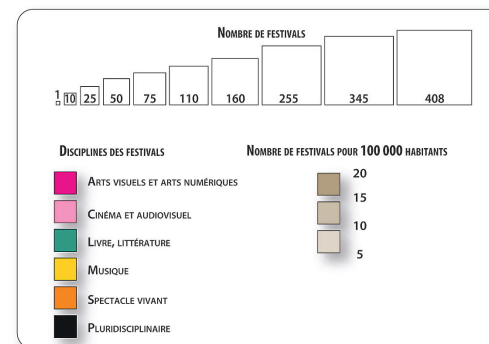 Nombre de festivals
1 10 25 50 75 110 160 255 345 408
Disciplines des festivals
Arts visuels et arts numériques
Cinéma et audiovisuel
Livre, littérature
Musique
Spectacle vivant
Pluridisciplinaire
Nombre de festivals pour 100 000 habitants
20
15
10
5